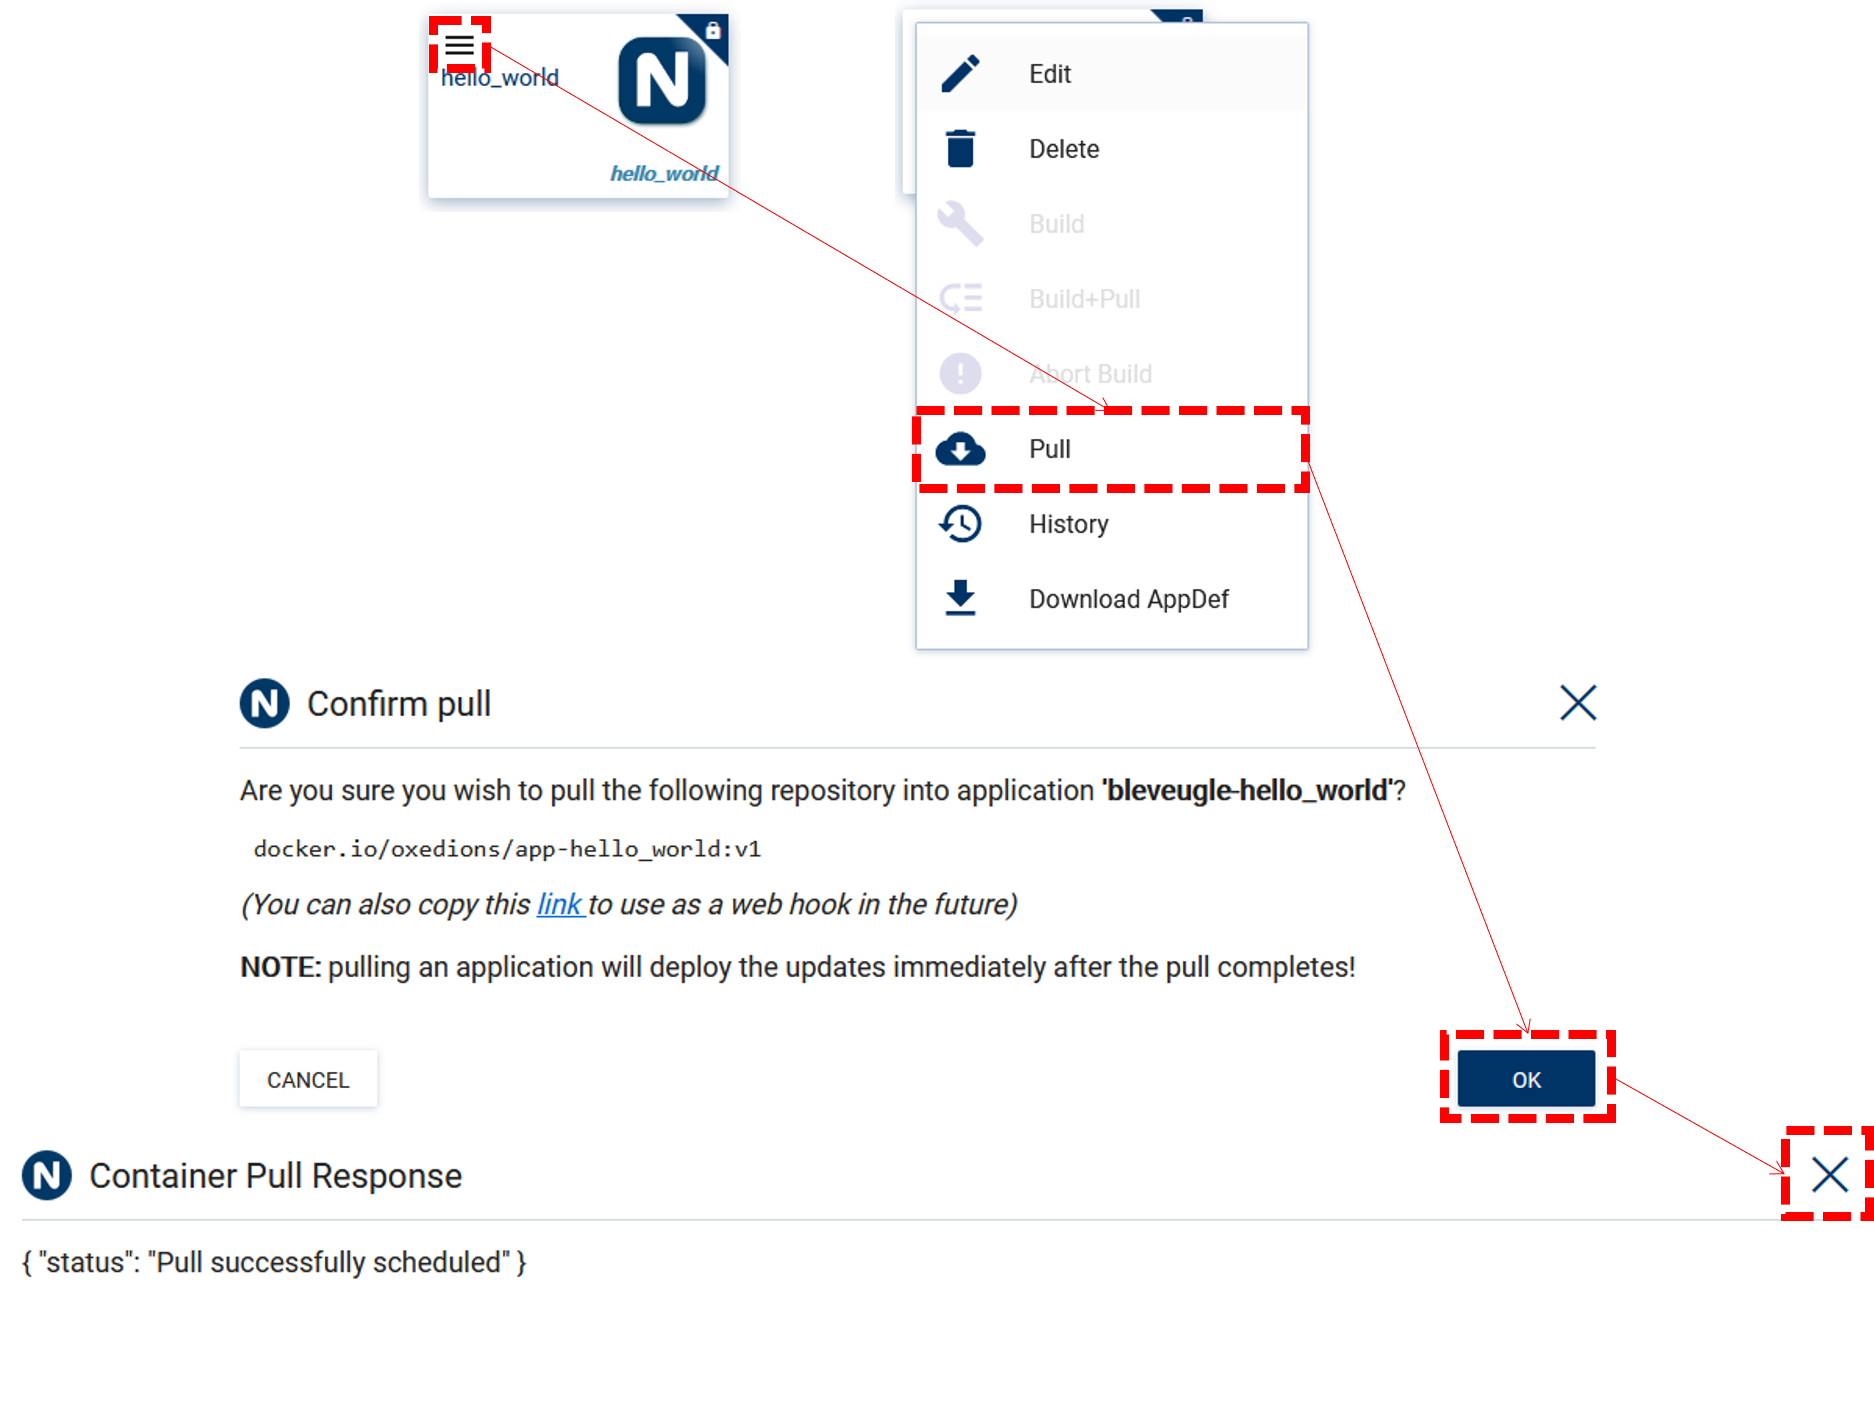 hello_world
N
hello_world
Edit
Delete
Build
Build+Pull
Abort Build
Pull
History
Download AppDef
N Confirm pull
Are you sure you wish to pull the following repository into application 'bleveugle-hello_world'?
docker.io/oxedions/app-hello_world:v1
(You can also copy this link to use as a web hook in the future)
NOTE: pulling an application will deploy the updates immediately after the pull completes!
CANCEL
OK
N Container Pull Response
{ "status": "Pull successfully scheduled" }